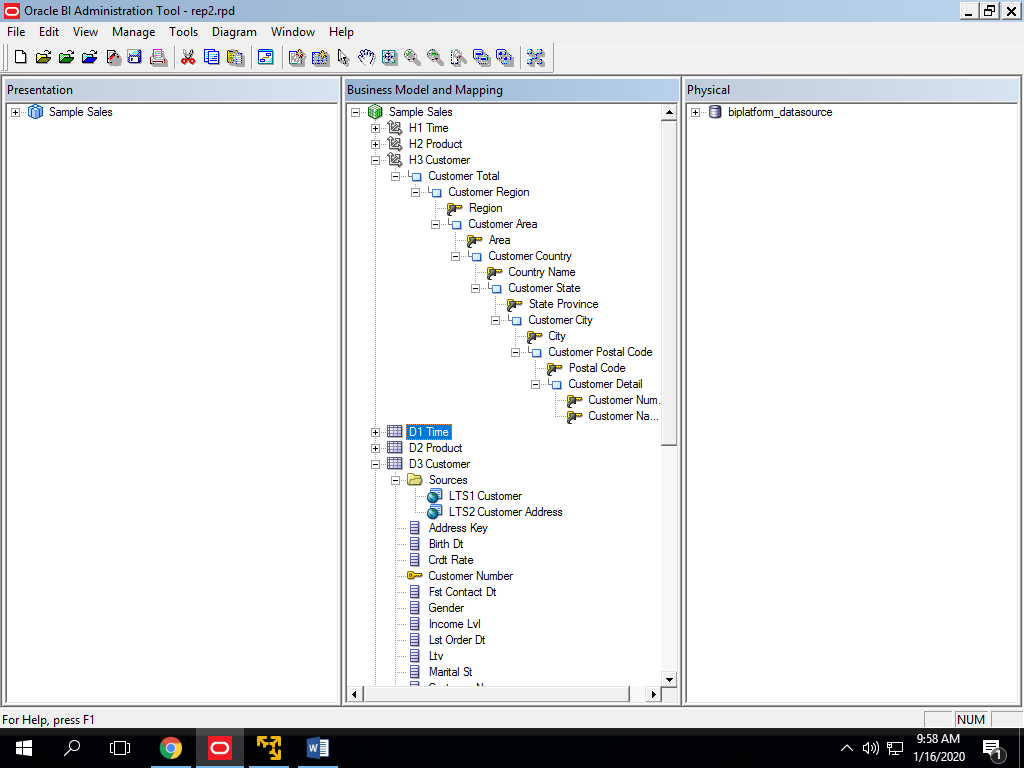 Oracle BI Administration Tool - rep2.rpd
File Edit View Manage Tools Diagram Window Help
Presentation
Sample Sales
Business Model and Mapping
Sample Sales
H1 Time
H2 Product
H3 Customer
Customer Total
Customer Region
Region
Customer Area
Area
Customer Country
Country Name
Customer State
State Province
Customer City
City
Customer Postal Code
Postal Code
Customer Detail
Customer Num.
Customer Na...
D1 Time
D2 Product
D3 Customer
Sources
LTS1 Customer
LTS2 Customer Address
Address Key
Birth Dt
Crdt Rate
Customer Number
Fst Contact Dt
Gender
Income Lvl
Lst Order Dt
Ltv
Marital St
Physical
biplatform_datasource
For Help, press F1
NUM
9:58 AM
1/16/2020
1